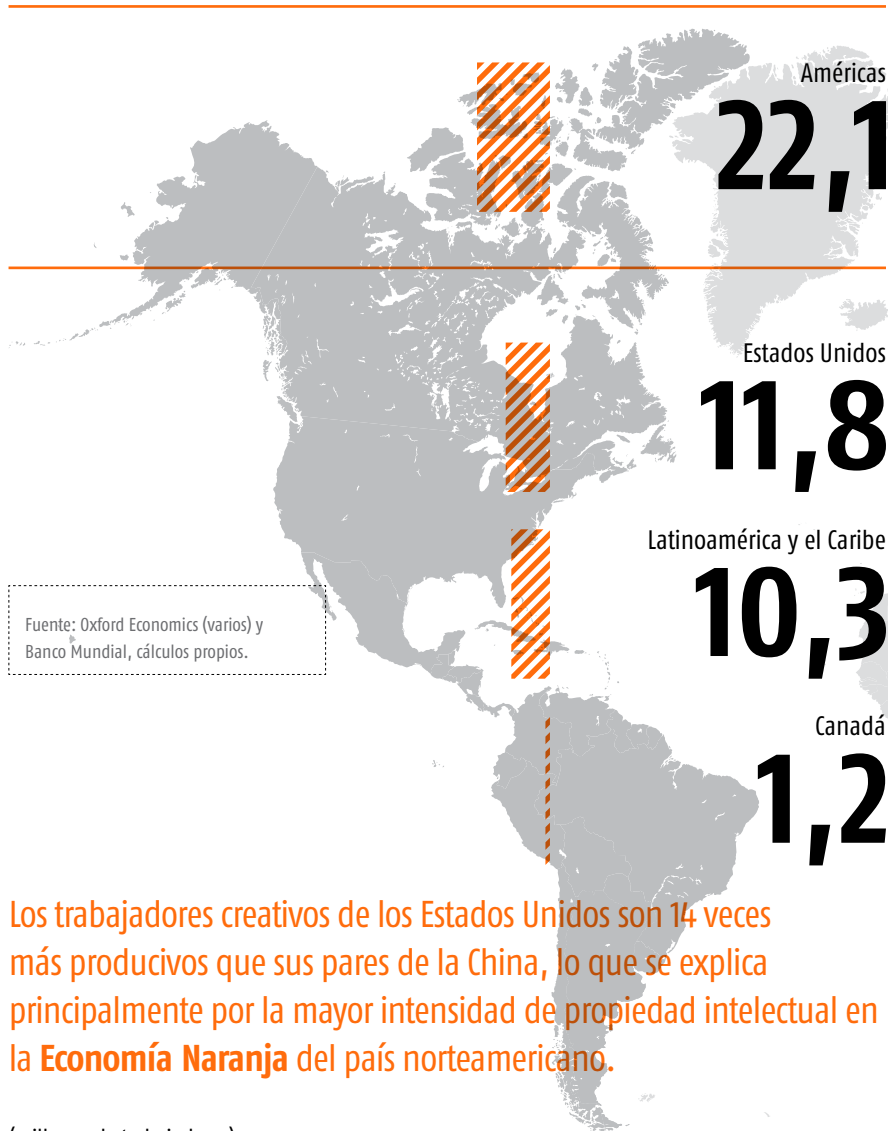 Américas
22,1
Estados Unidos
11,8
Latinoamérica y el Caribe
10,3
Fuente: Oxford Economics (varios) y
Banco Mundial, cálculos propios.
Canadá
1,2
Los trabajadores creativos de los Estados Unidos son 14 veces
más producivos que sus pares de la China, lo que se explica
principalmente por la mayor intensidad de propiedad intelectual en
la Economía Naranja del país norteamericano.